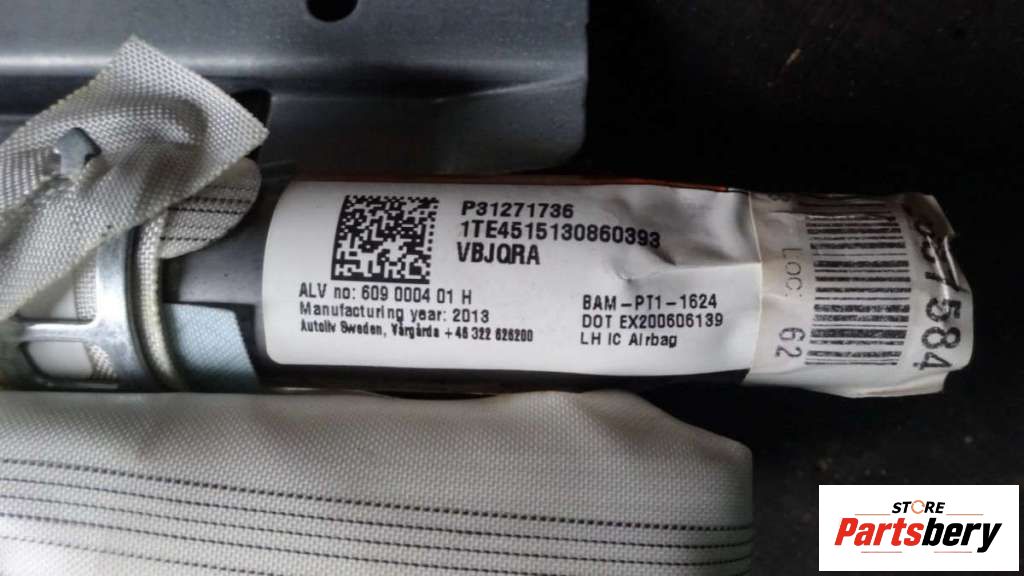 P31271736
1TE4515130860393
VBJQRA
ALV no: 609 0004 01 H
Manufacturing year: 2013
Autoliv Sweden, Vårgårda + 46 322 626200
BAM-PT1-1624
DOT EX200606139
LH IC Airbag
LOC: 62
7584
STORE
Partsbery